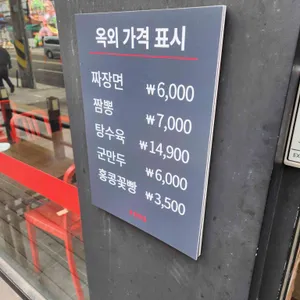 옥외 가격 표시
짜장면 ₩6,000
짬뽕 ₩7,000
탕수육 ₩14,900
군만두 ₩6,000
홍콩꽃빵 ₩3,500